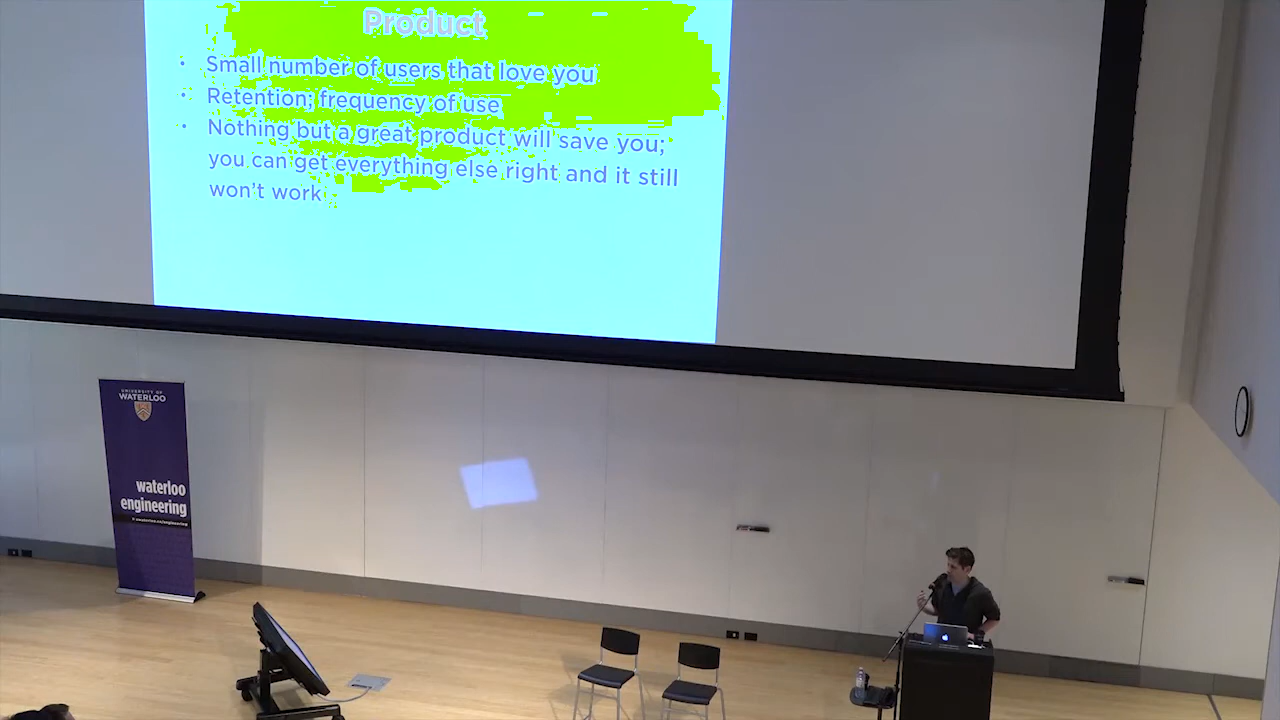 Product
• Small number of users that love you
• Retention; frequency of use
• Nothing but a great product will save you;
you can get everything else right and it still
won't work
UNIVERSITY OF
WATERLOO
waterloo
engineering